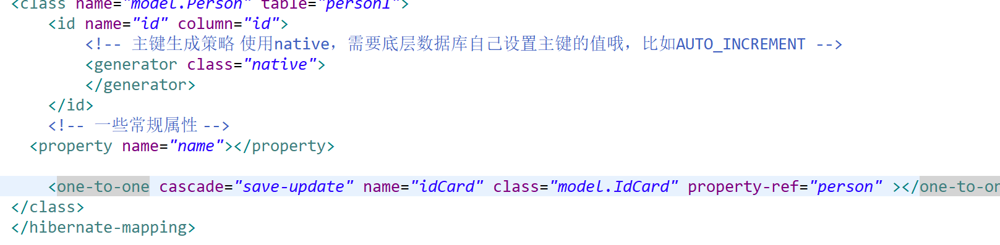 <class name="model.Person" table="person1">
<id name="id" column="id">
<!-- 主键生成策略 使用native，需要底层数据库自己设置主键的值哦，比如AUTO_INCREMENT -->
<generator class="native">
</generator>
</id>
<!-- 一些常规属性 -->
<property name="name"></property>
<one-to-one cascade="save-update" name="idCard" class="model.IdCard" property-ref="person" ></one-to-on
</class>
</hibernate-mapping>